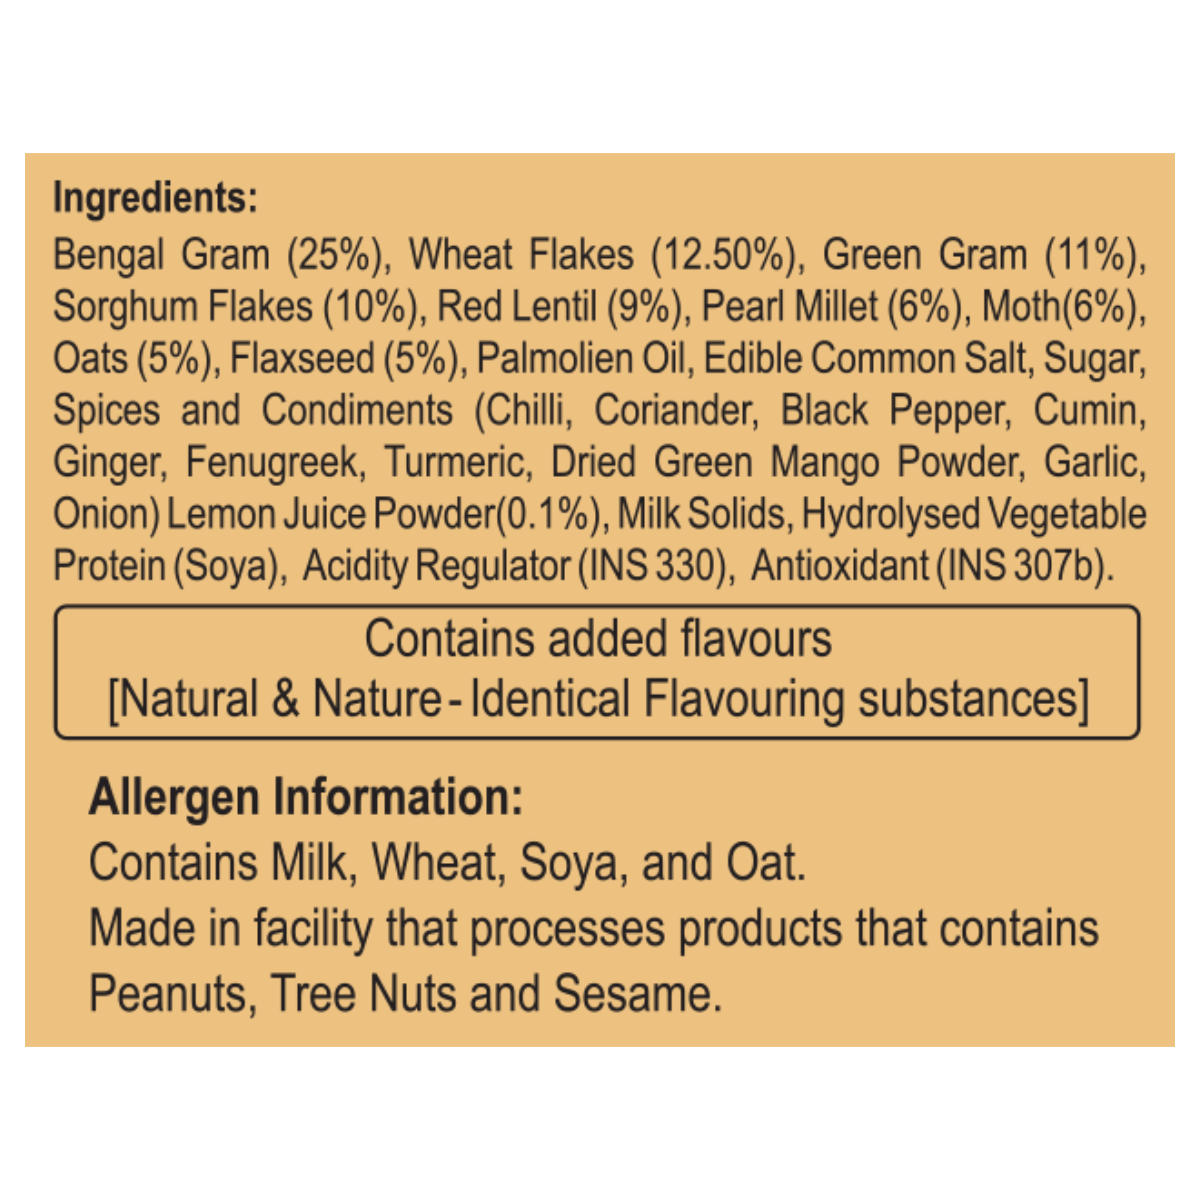 Ingredients:
Bengal Gram (25%), Wheat Flakes (12.50%), Green Gram (11%),
Sorghum Flakes (10%), Red Lentil (9%), Pearl Millet (6%), Moth(6%),
Oats (5%), Flaxseed (5%), Palmolien Oil, Edible Common Salt, Sugar,
Spices and Condiments (Chilli, Coriander, Black Pepper, Cumin,
Ginger, Fenugreek, Turmeric, Dried Green Mango Powder, Garlic,
Onion) Lemon Juice Powder(0.1%), Milk Solids, Hydrolysed Vegetable
Protein (Soya), Acidity Regulator (INS 330), Antioxidant (INS 307b).
Contains added flavours
[Natural & Nature - Identical Flavouring substances]
Allergen Information:
Contains Milk, Wheat, Soya, and Oat.
Made in facility that processes products that contains
Peanuts, Tree Nuts and Sesame.